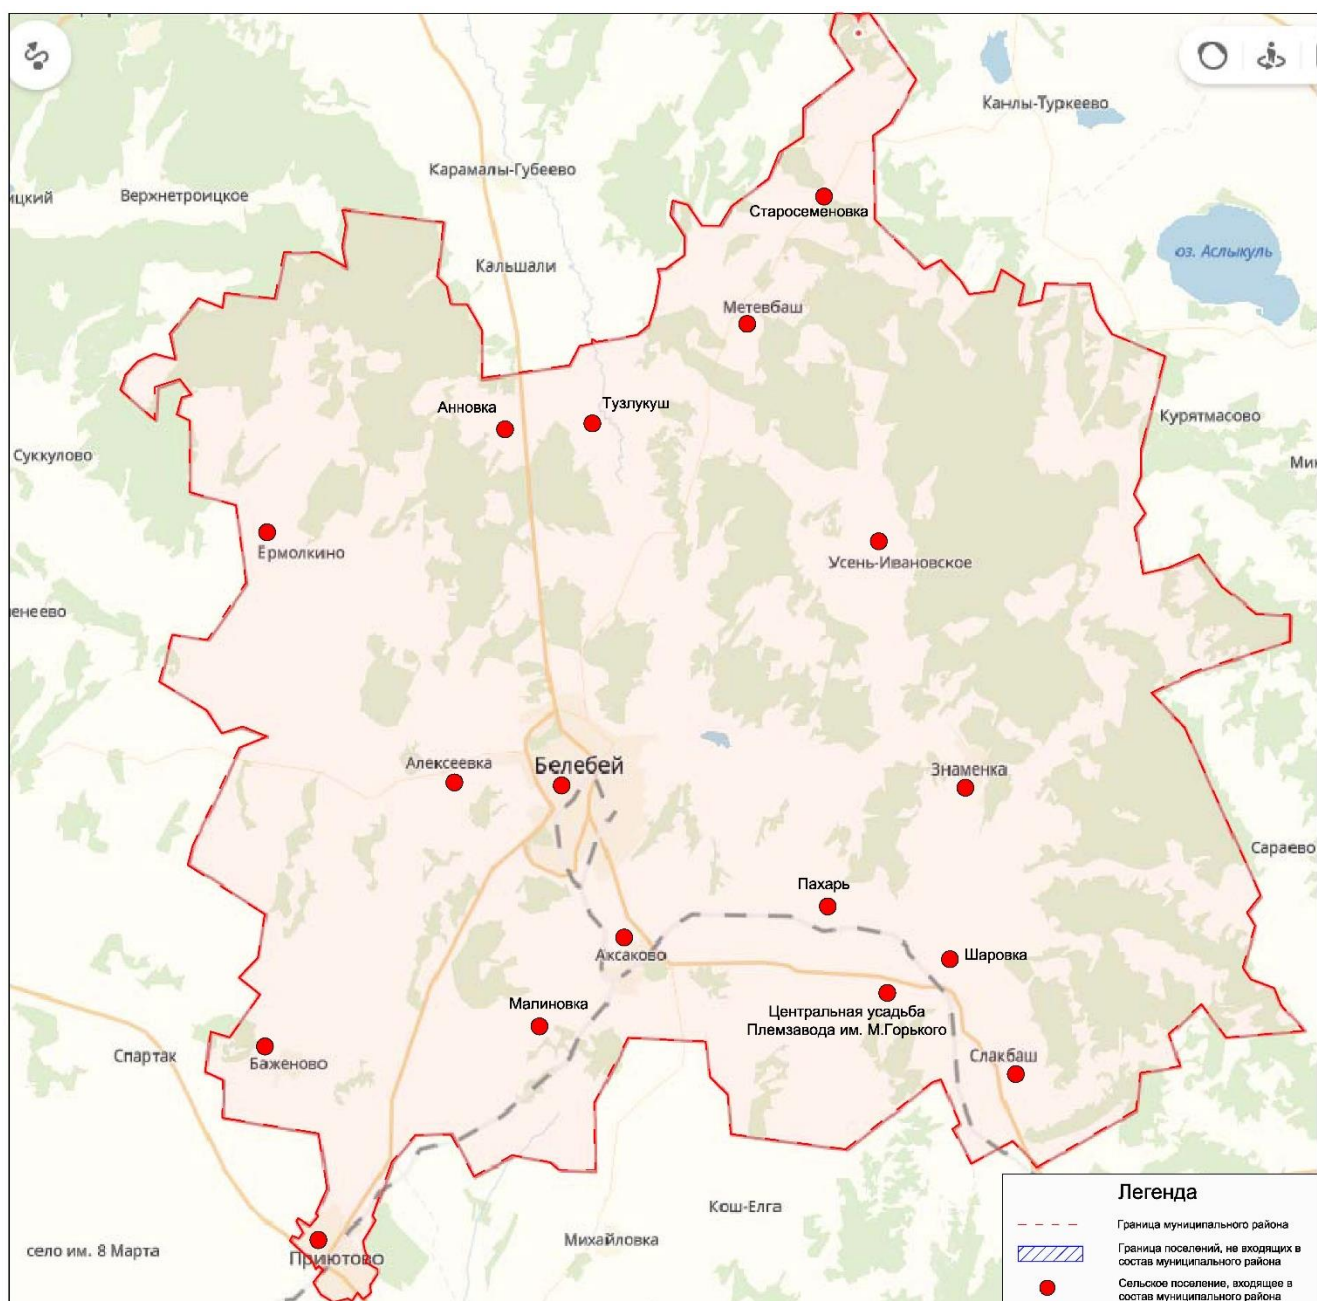 Канлы-Туркеево
Карамалы-Губеево
Верхнетроицкое
Старосеменовка
оз. Аслыкуль
Кальшали
Метевбаш
Тузлукуш
Анновка
Курятмасово
Суккулово
Ермолкино
Усень-Ивановское
Алексеевка
Белебей
Знаменка
Сараево
Пахарь
Аксаково
Шаровка
Малиновка
Центральная усадьба
Племзавода им. М.Горького
Спартак
Баженово
Слакбаш
Кош-Елга
Михайловка
село им. 8 Марта
Приютово
Легенда
Граница муниципального района
Граница поселений, не входящих в
состав муниципального района
Сельское поселение, входящее в
состав муниципального района